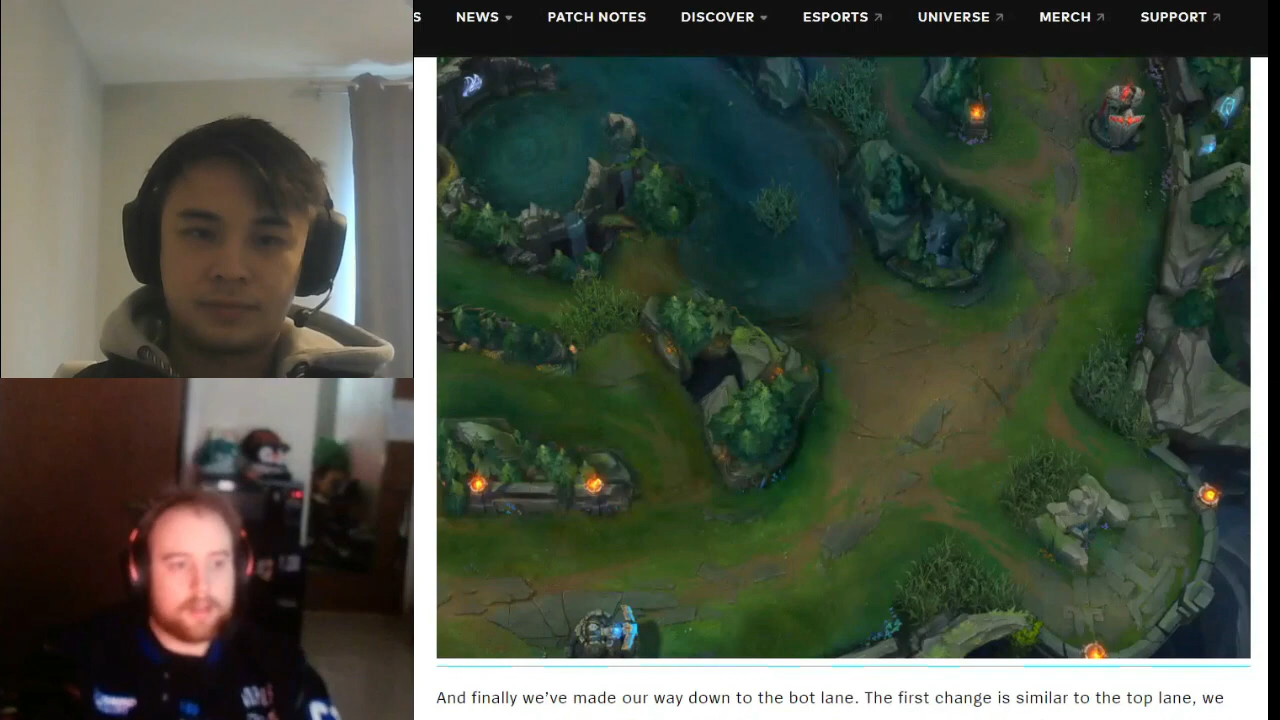 S NEWS PATCH NOTES DISCOVER ESPORTS UNIVERSE MERCH SUPPORT
And finally we've made our way down to the bot lane. The first change is similar to the top lane, we